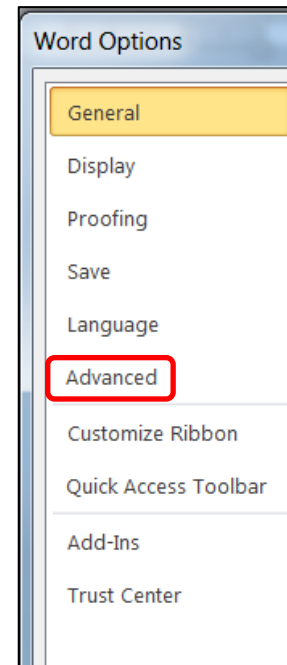 Word Options
General
Display
Proofing
Save
Language
Advanced
Customize Ribbon
Quick Access Toolbar
Add-Ins
Trust Center